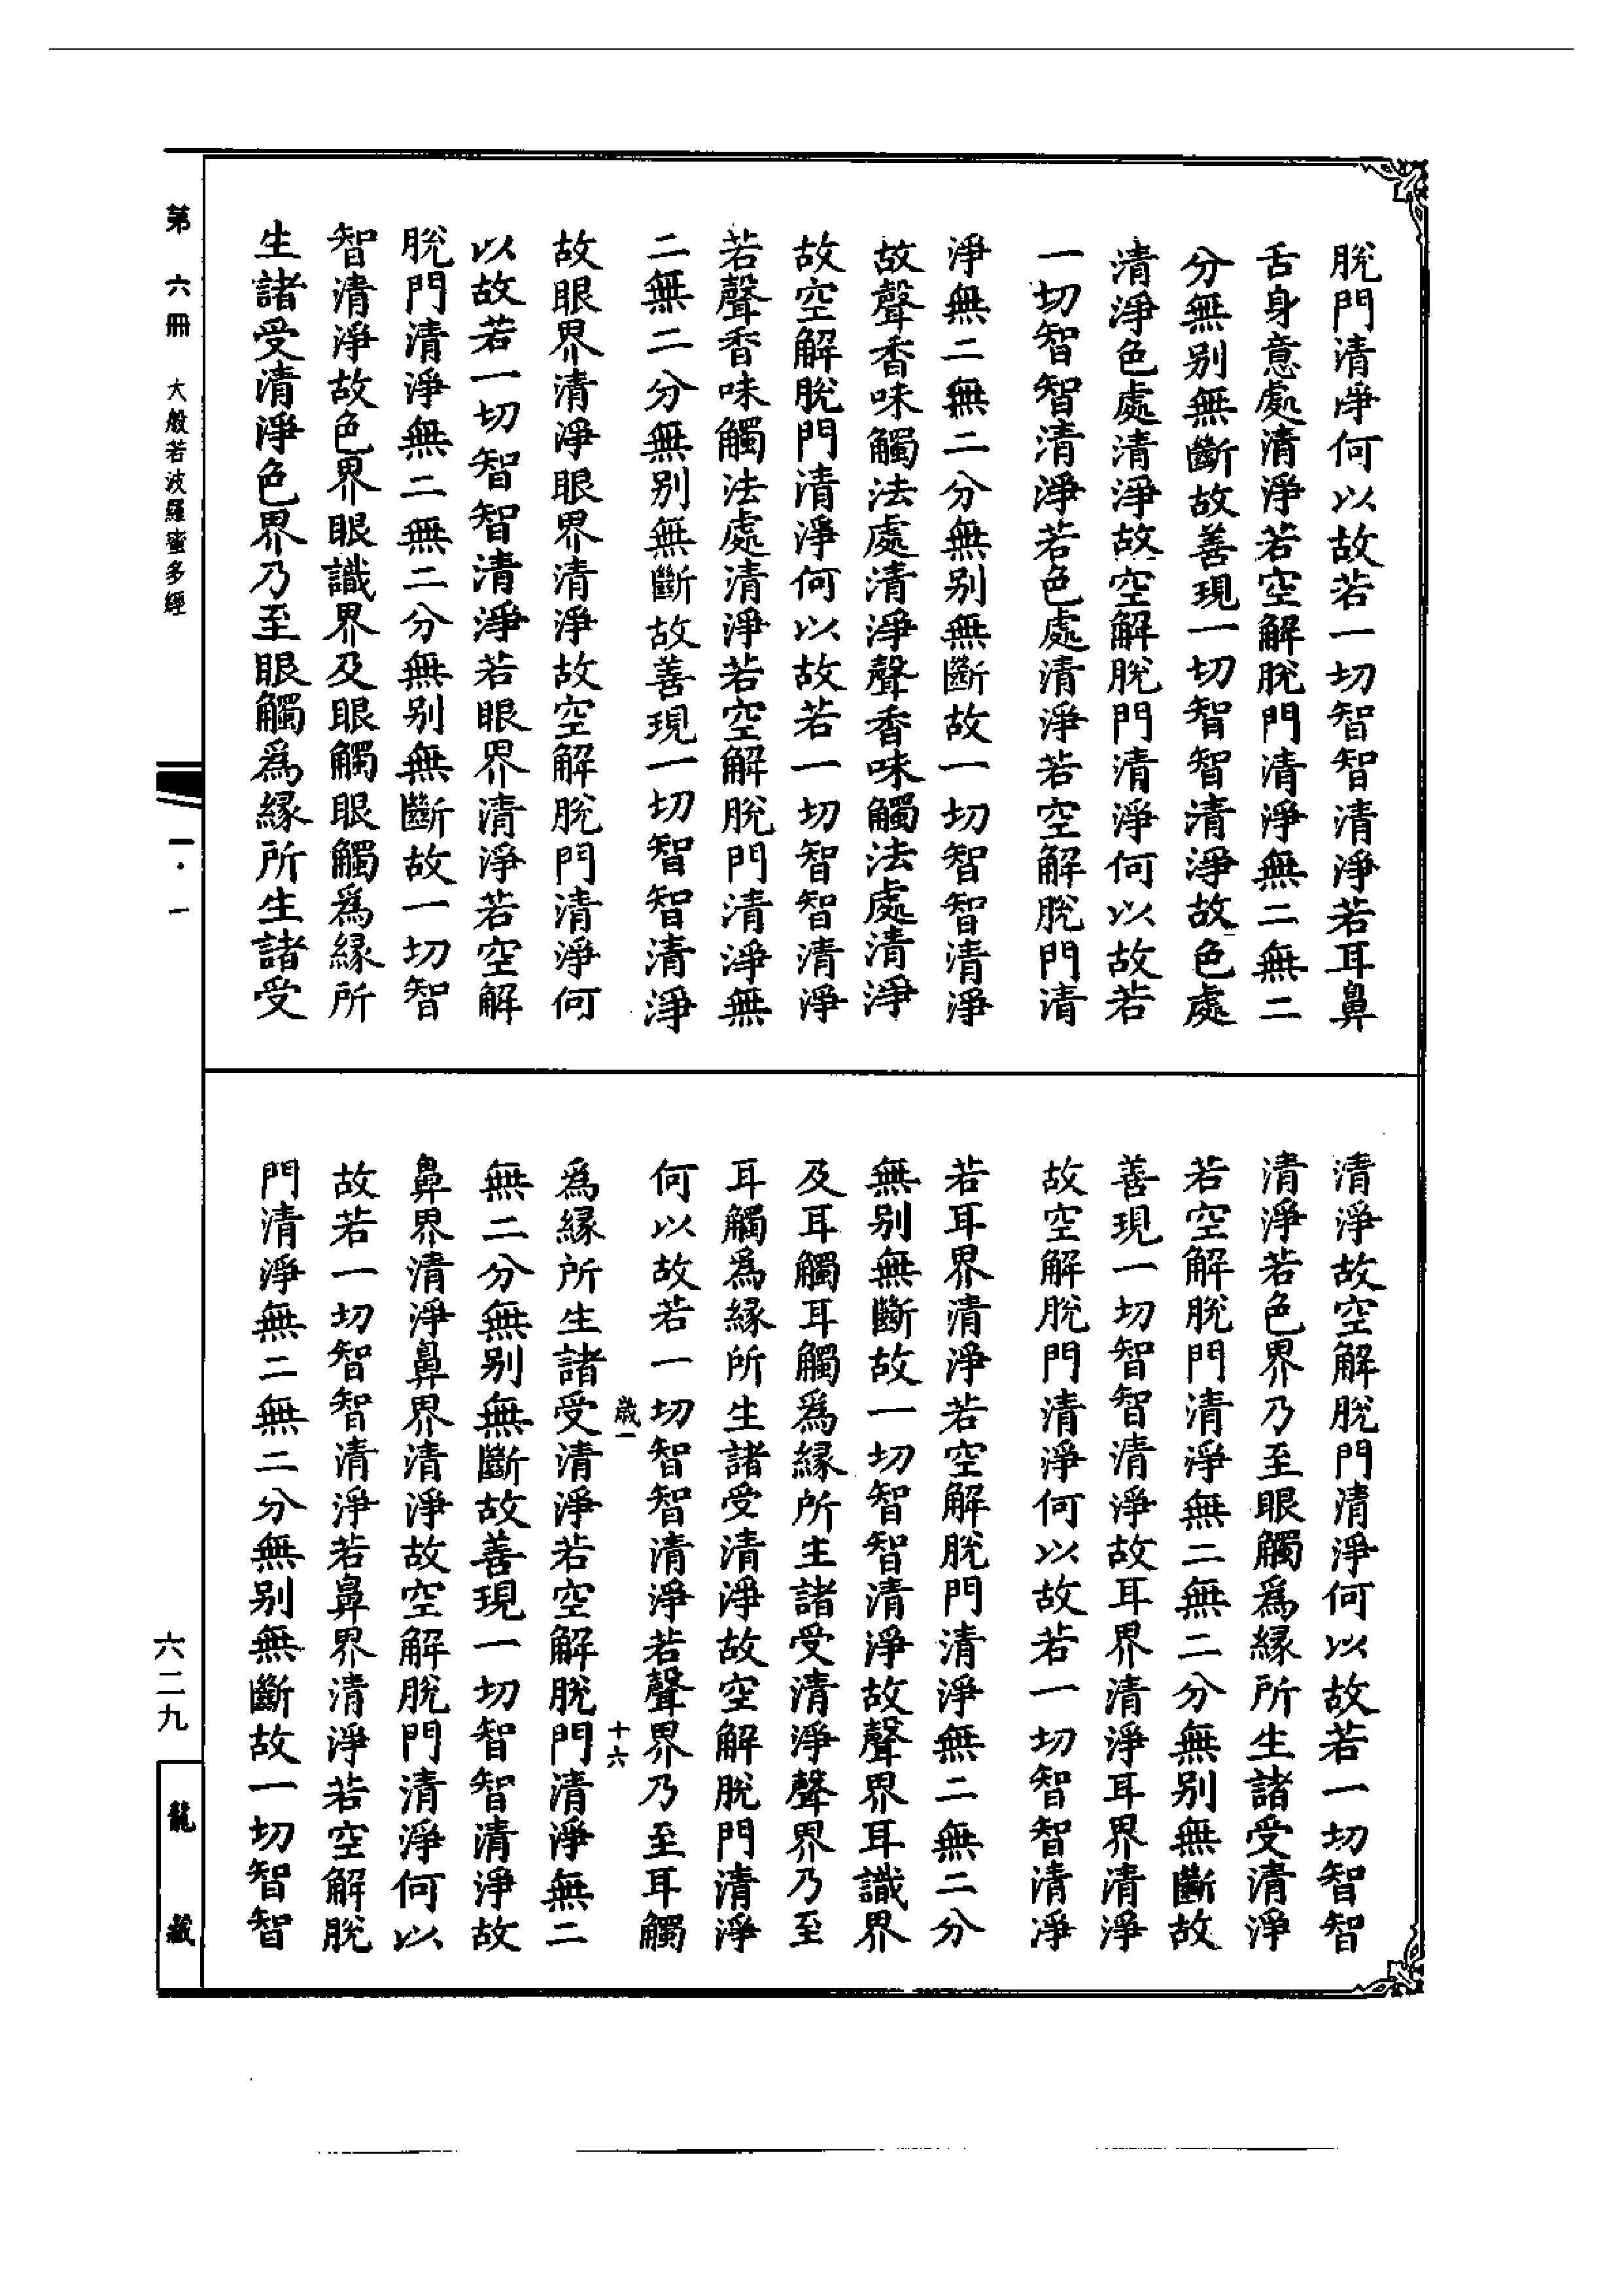 脫門清淨何以故若一切智智清淨若耳鼻
舌身意處清淨若空解脫門清淨無二無二
分無別無斷故善現一切智智清淨故色處
清淨色處清淨故空解脫門清淨何以故若
一切智智清淨若色處清淨若空解脫門清
淨無二無二分無別無斷故一切智智清淨
故聲香味觸法處清淨聲香味觸法處清淨
故空解脫門清淨何以故若一切智智清淨
若聲香味觸法處清淨若空解脫門清淨無
二無二分無別無斷故善現一切智智清淨
故眼界清淨眼界清淨故空解脫門清淨何
以故若一切智智清淨若眼界清淨若空解
脫門清淨無二無二分無別無斷故一切智
智清淨故色界眼識界及眼觸眼觸爲緣所
生諸受清淨色界乃至眼觸爲緣所生諸受
清淨故空解脫門清淨何以故若一切智智
清淨若色界乃至眼觸爲緣所生諸受清淨
若空解脫門清淨無二無二分無別無斷故
善現一切智智清淨故耳界清淨耳界清淨
故空解脫門清淨何以故若一切智智清淨
若耳界清淨若空解脫門清淨無二無二分
無別無斷故一切智智清淨故聲界耳識界
及耳觸耳觸爲緣所生諸受清淨聲界乃至
耳觸爲緣所生諸受清淨故空解脫門清淨
何以故若一切智智清淨若聲界乃至耳觸
歲一 十六
爲緣所生諸受清淨若空解脫門清淨無二
無二分無別無斷故善現一切智智清淨故
鼻界清淨鼻界清淨故空解脫門清淨何以
故若一切智智清淨若鼻界清淨若空解脫
門清淨無二無二分無別無斷故一切智智
第六冊 大般若波羅蜜多經 一·一 六二九 龍藏